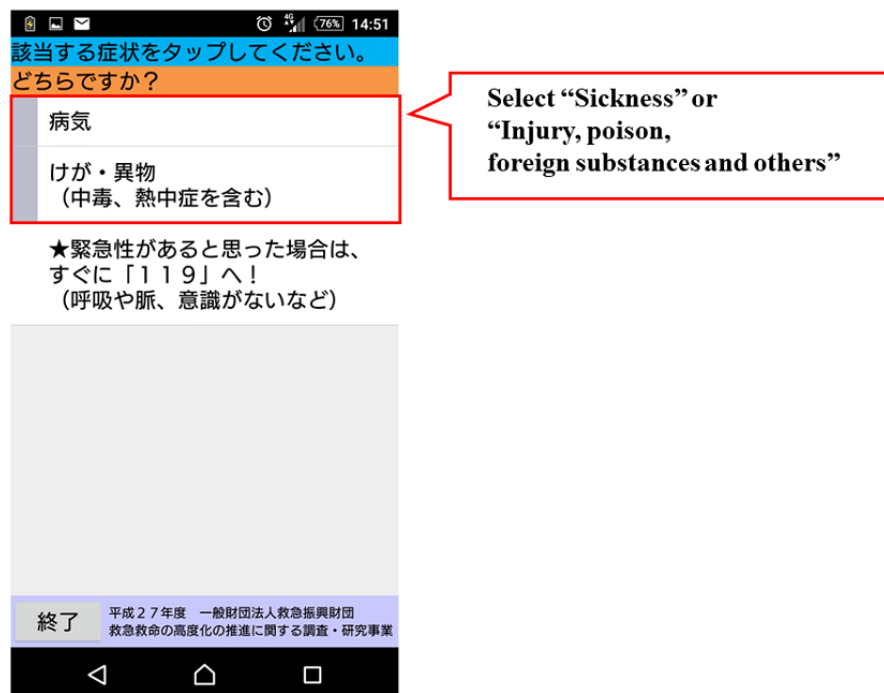 4G 76% 14:51
該当する症状をタップしてください。
どちらですか？
病気
けが・異物
（中毒、熱中症を含む）
★緊急性があると思った場合は、
すぐに「１１９」へ！
（呼吸や脈、意識がないなど）
終了
平成２７年度　一般財団法人救急振興財団
救急救命の高度化の推進に関する調査・研究事業
Select “Sickness” or
“Injury, poison,
foreign substances and others”